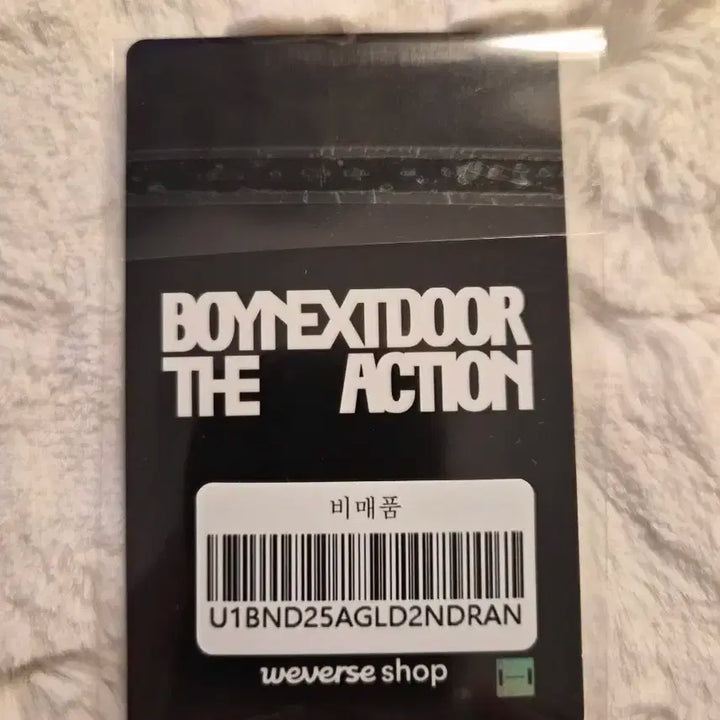 BOYNEXTDOOR
THE ACTION
비매품
U1BND25AGLD2NDRAN
weverse shop